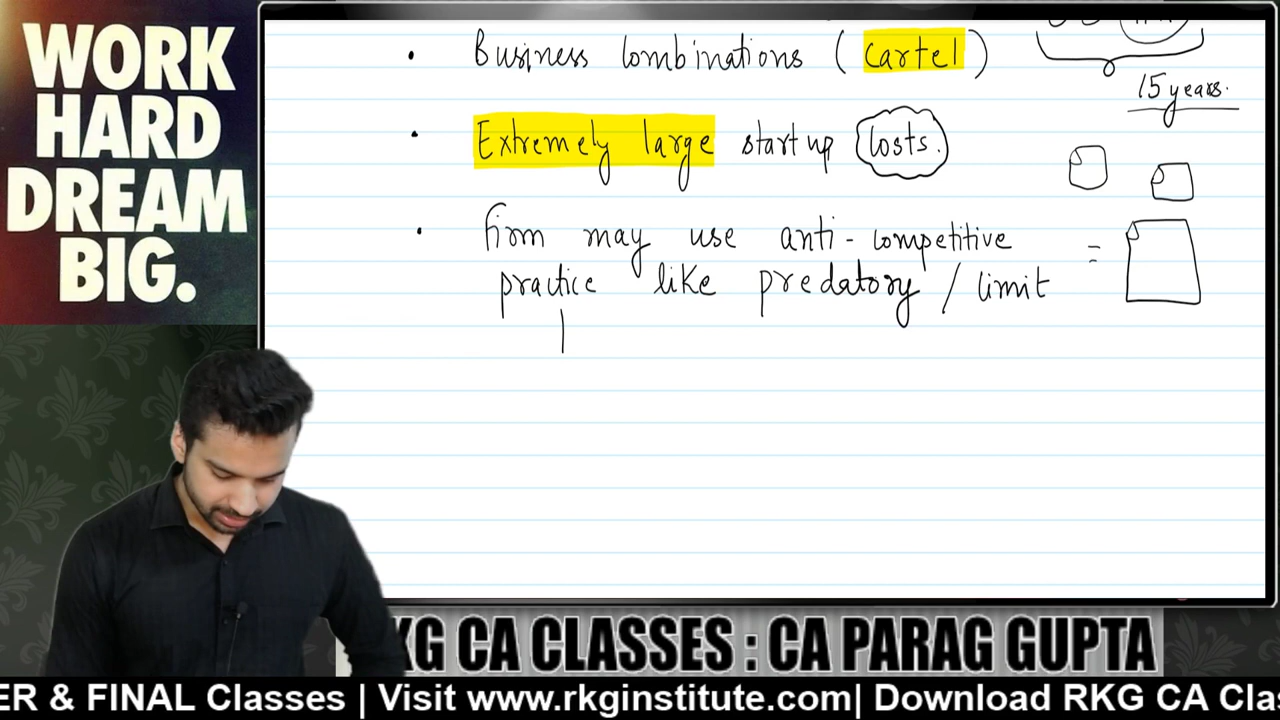 WORK
HARD
DREAM
BIG.
• Business Combinations ( cartel )
15 years.
• Extremely large startup Costs.
• firm may use anti-competitive
practice like predatory / limit
=
KG CA CLASSES : CA PARAG GUPTA
ER & FINAL Classes | Visit www.rkginstitute.com| Download RKG CA Clas